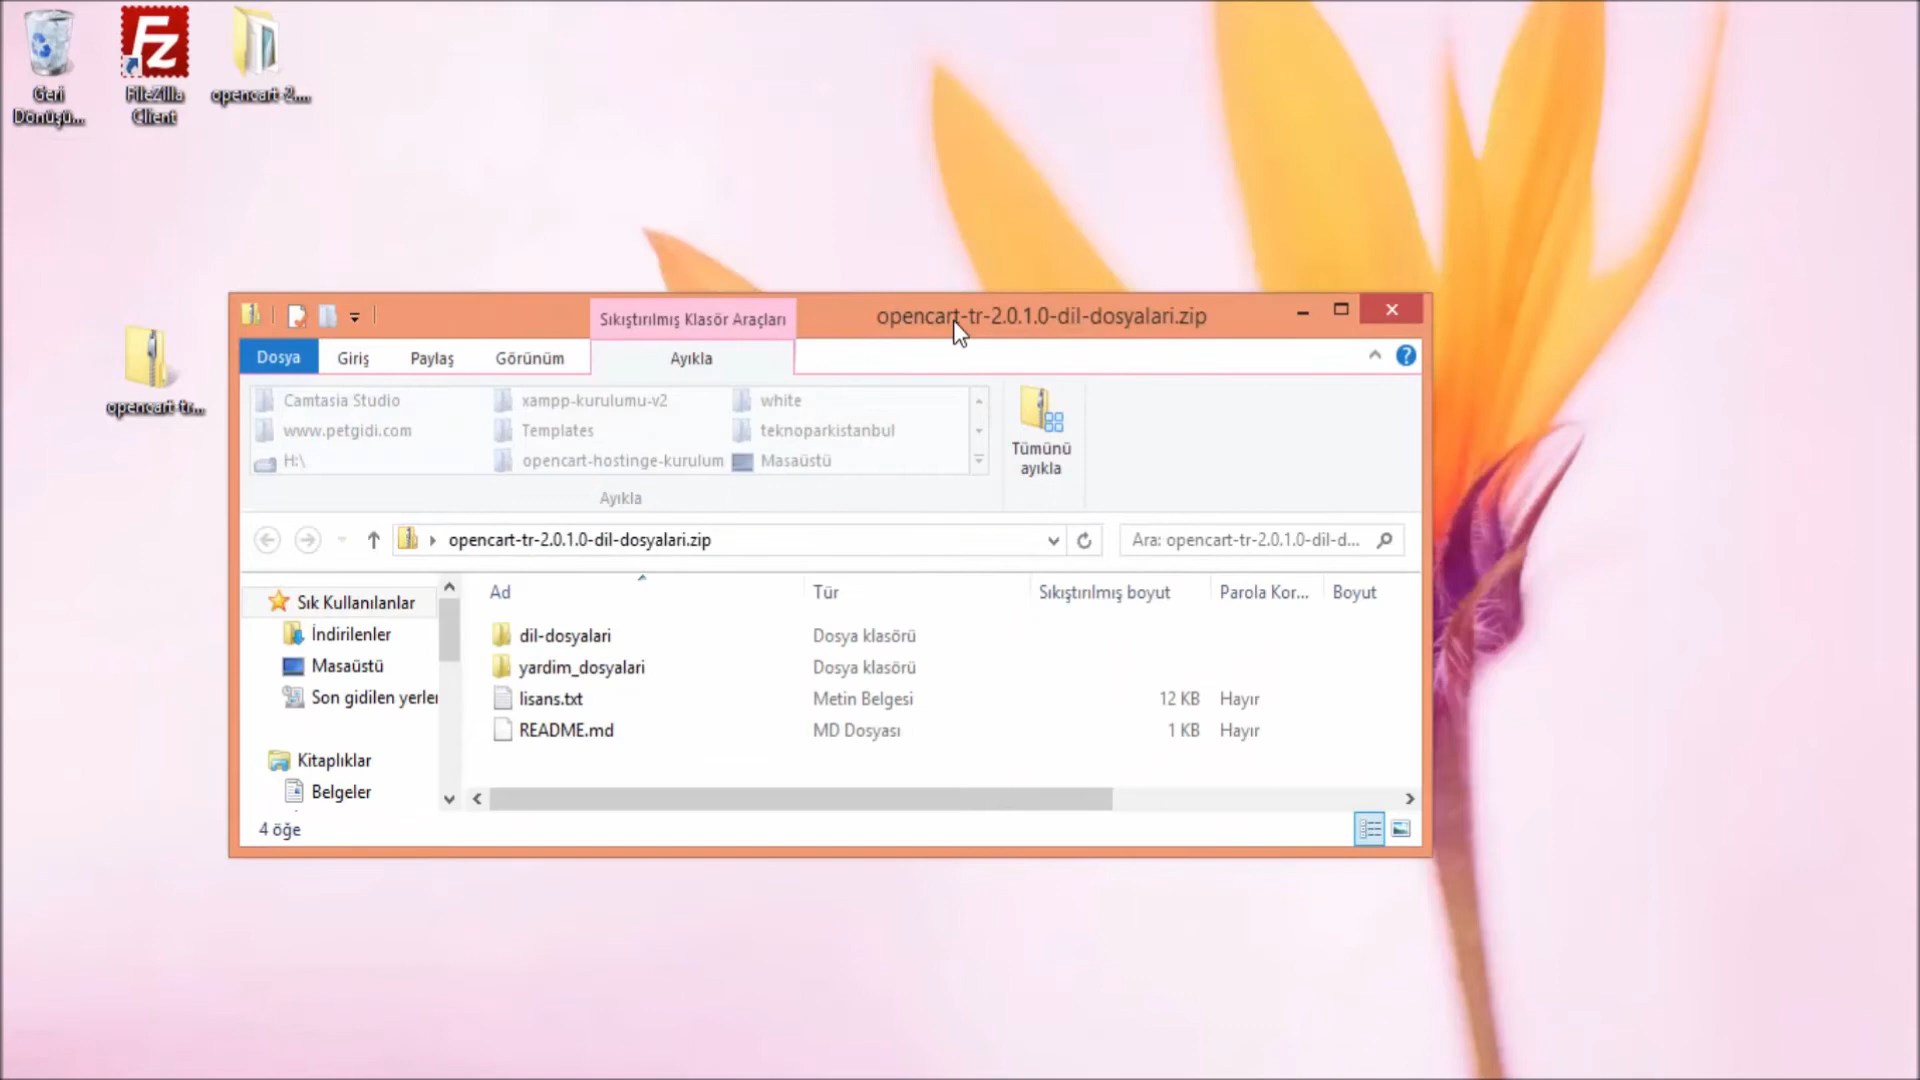 Geri
Dönüşü...
FileZilla
Client
opencart-2....
opencart-tr...
Sıkıştırılmış Klasör Araçları
opencart-tr-2.0.1.0-dil-dosyalari.zip
Dosya
Giriş
Paylaş
Görünüm
Ayıkla
Camtasia Studio
xampp-kurulumu-v2
white
www.petgidi.com
Templates
teknoparkistanbul
H:\
opencart-hostinge-kurulum
Masaüstü
Tümünü
ayıkla
Ayıkla
opencart-tr-2.0.1.0-dil-dosyalari.zip
Ara: opencart-tr-2.0.1.0-dil-d...
Ad
Tür
Sıkıştırılmış boyut
Parola Kor...
Boyut
Sık Kullanılanlar
İndirilenler
Masaüstü
Son gidilen yerler
Kitaplıklar
Belgeler
dil-dosyalari
Dosya klasörü
yardim_dosyalari
Dosya klasörü
lisans.txt
Metin Belgesi
12 KB
Hayır
README.md
MD Dosyası
1 KB
Hayır
4 öğe